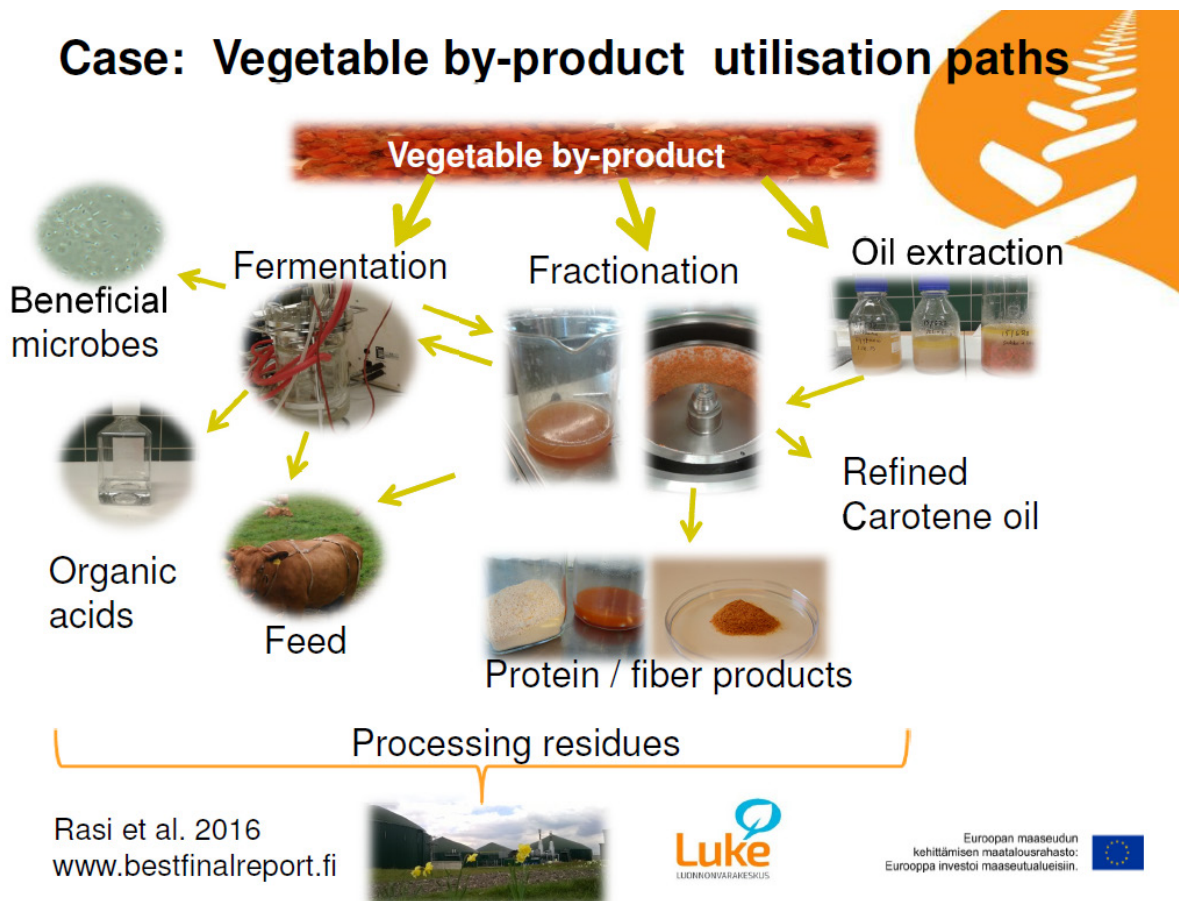 Case: Vegetable by-product utilisation paths
Vegetable by-product
Fermentation
Fractionation
Oil extraction
Beneficial
microbes
Refined
Carotene oil
Organic
acids
Feed
Protein / fiber products
Processing residues
Rasi et al. 2016
www.bestfinalreport.fi
Luke
LUONNONVARAKESKUS
Euroopan maaseudun
kehittämisen maatalousrahasto:
Eurooppa investoi maaseutualueisiin.